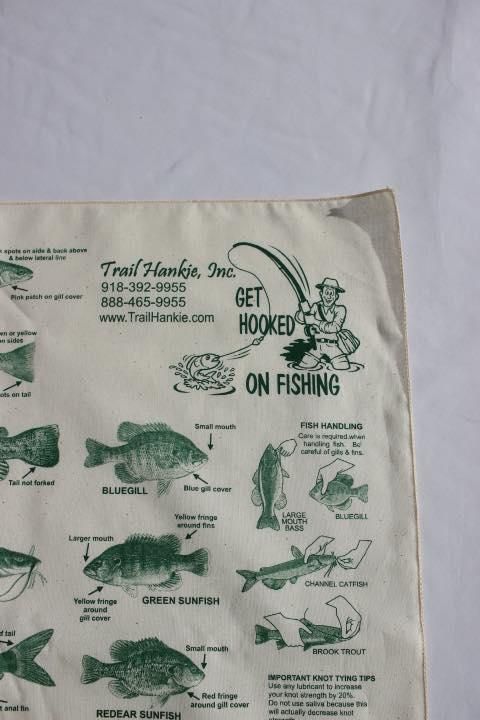 spots on side & back above
& below lateral line
Pink patch on gill cover
Trail Hankie, Inc.
918-392-9955
888-465-9955
www.TrailHankie.com
GET
HOOKED
ON FISHING
or yellow
on sides
on tail
Tail not forked
Small mouth
BLUEGILL
Blue gill cover
FISH HANDLING
Care is required when
handling fish. Be
careful of gills & fins.
LARGE
MOUTH
BASS
BLUEGILL
Yellow fringe
around fins
Larger mouth
Yellow fringe
around
gill cover
GREEN SUNFISH
CHANNEL CATFISH
BROOK TROUT
tail
anal fin
Small mouth
Red fringe
around gill cover
REDEAR SUNFISH
IMPORTANT KNOT TYING TIPS
Use any lubricant to increase
your knot strength by 20%.
Do not use saliva because this
will actually decrease knot